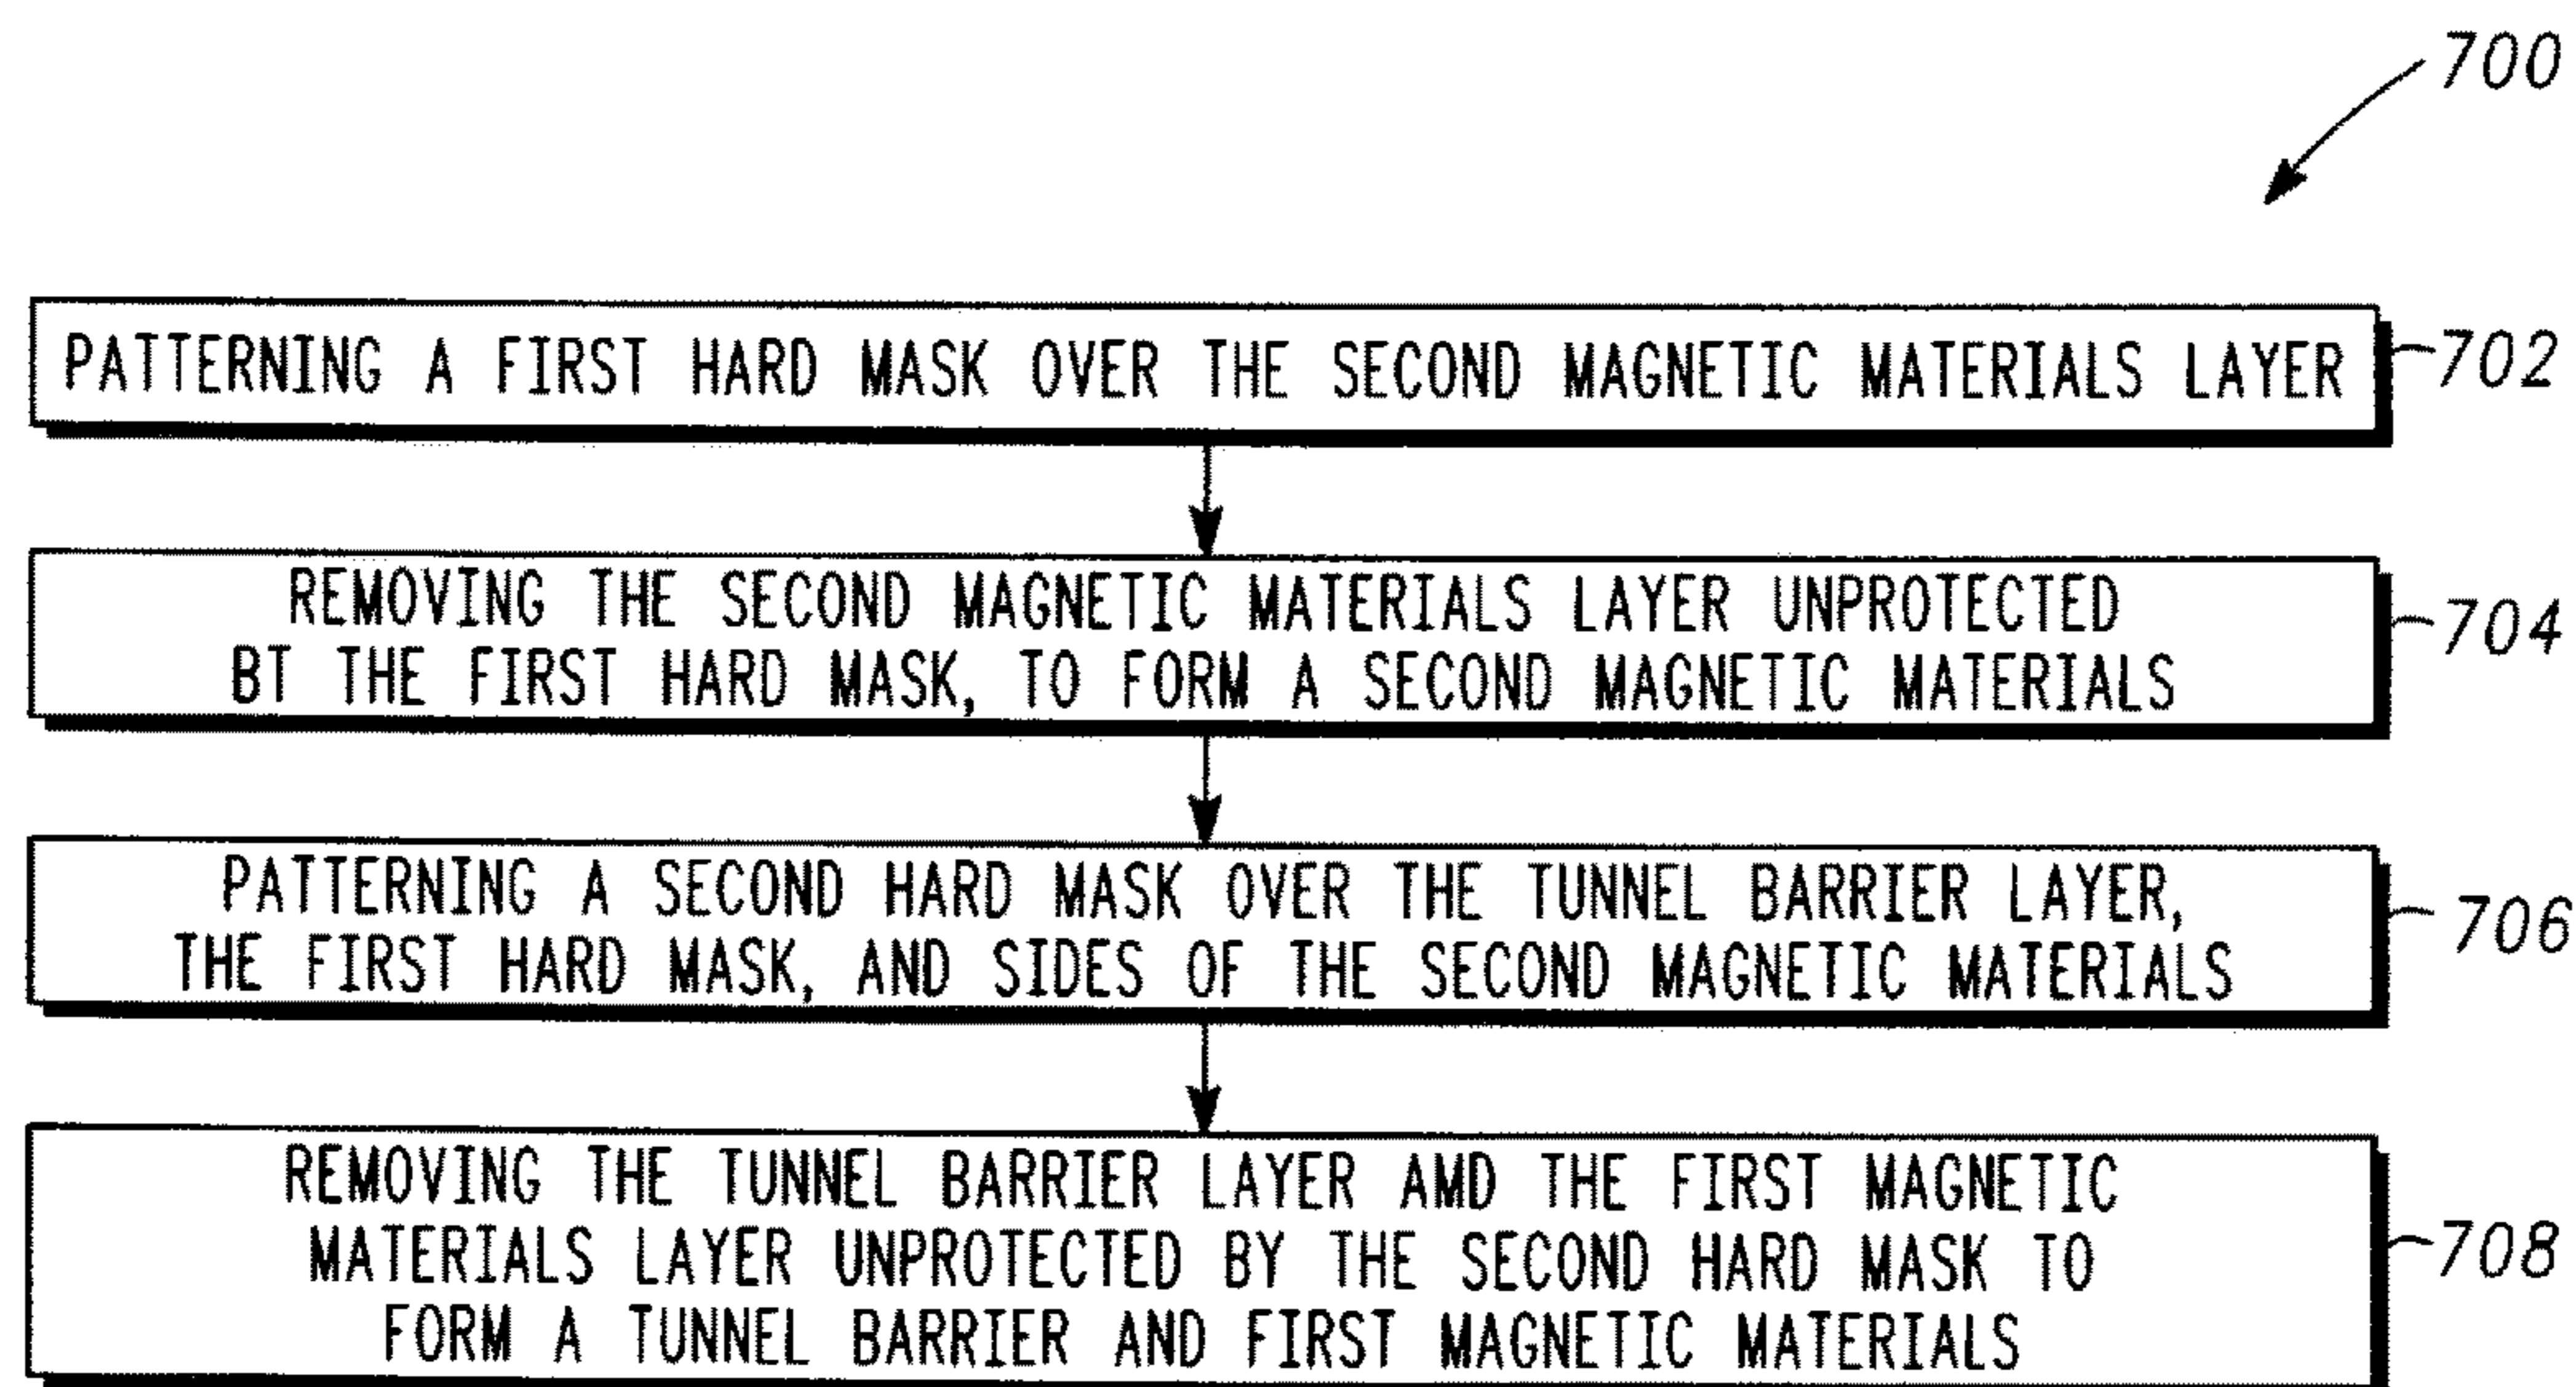 700
PATTERNING A FIRST HARD MASK OVER THE SECOND MAGNETIC MATERIALS LAYER
702
REMOVING THE SECOND MAGNETIC MATERIALS LAYER UNPROTECTED
BT THE FIRST HARD MASK, TO FORM A SECOND MAGNETIC MATERIALS
704
PATTERNING A SECOND HARD MASK OVER THE TUNNEL BARRIER LAYER,
THE FIRST HARD MASK, AND SIDES OF THE SECOND MAGNETIC MATERIALS
706
REMOVING THE TUNNEL BARRIER LAYER AMD THE FIRST MAGNETIC
MATERIALS LAYER UNPROTECTED BY THE SECOND HARD MASK TO
FORM A TUNNEL BARRIER AND FIRST MAGNETIC MATERIALS
708